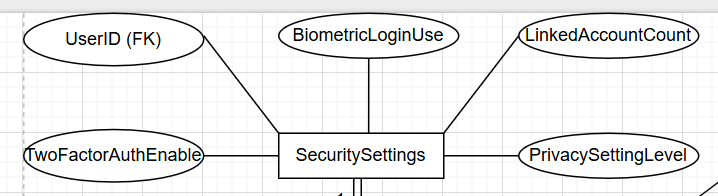 UserID (FK)
BiometricLoginUse
LinkedAccountCount
TwoFactorAuthEnable
SecuritySettings
PrivacySettingLevel